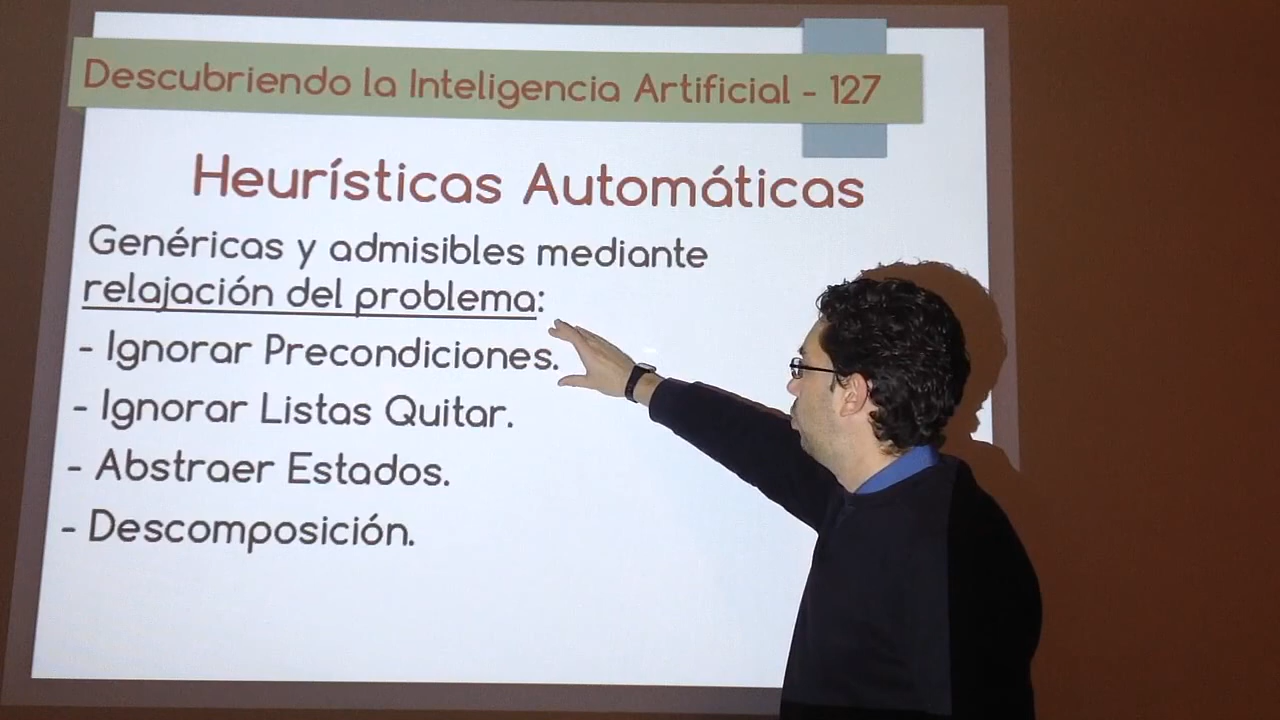 Descubriendo la Inteligencia Artificial - 127
Heurísticas Automáticas
Genéricas y admisibles mediante
relajación del problema:
- Ignorar Precondiciones.
- Ignorar Listas Quitar.
- Abstraer Estados.
- Descomposición.